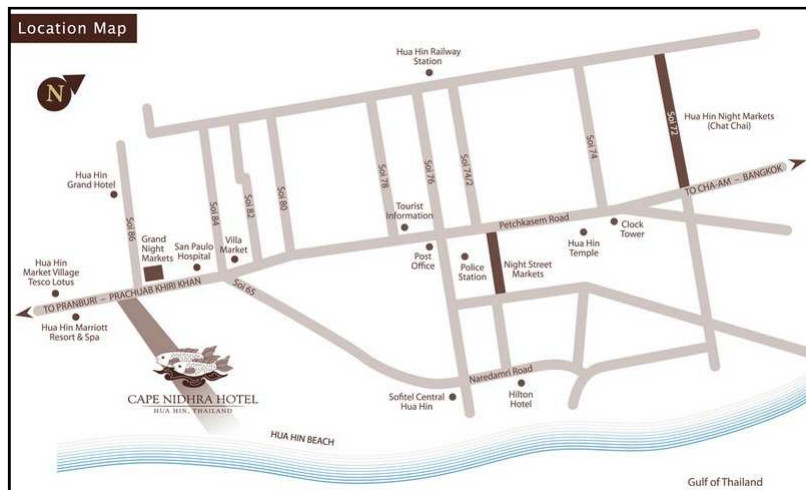 Location Map
N
Hua Hin Railway
Station
Hua Hin Night Markets
(Chat Chai)
Soi 72
Soi 74
Soi 74/2
Soi 76
Soi 78
Soi 80
Soi 82
Soi 84
Soi 86
Hua Hin
Grand Hotel
TO CHA-AM – BANGKOK
Tourist
Information
Petchkasem Road
Clock
Tower
Grand
Night
Markets
San Paulo
Hospital
Villa
Market
Post
Office
Police
Station
Night Street
Markets
Hua Hin
Temple
Hua Hin
Market Village
Tesco Lotus
TO PRANBURI – PRACHUAB KHIRI KHAN
Soi 65
Hua Hin Marriott
Resort & Spa
CAPE NIDHRA HOTEL
HUA HIN, THAILAND
Naredamri Road
Sofitel Central
Hua Hin
Hilton
Hotel
HUA HIN BEACH
Gulf of Thailand